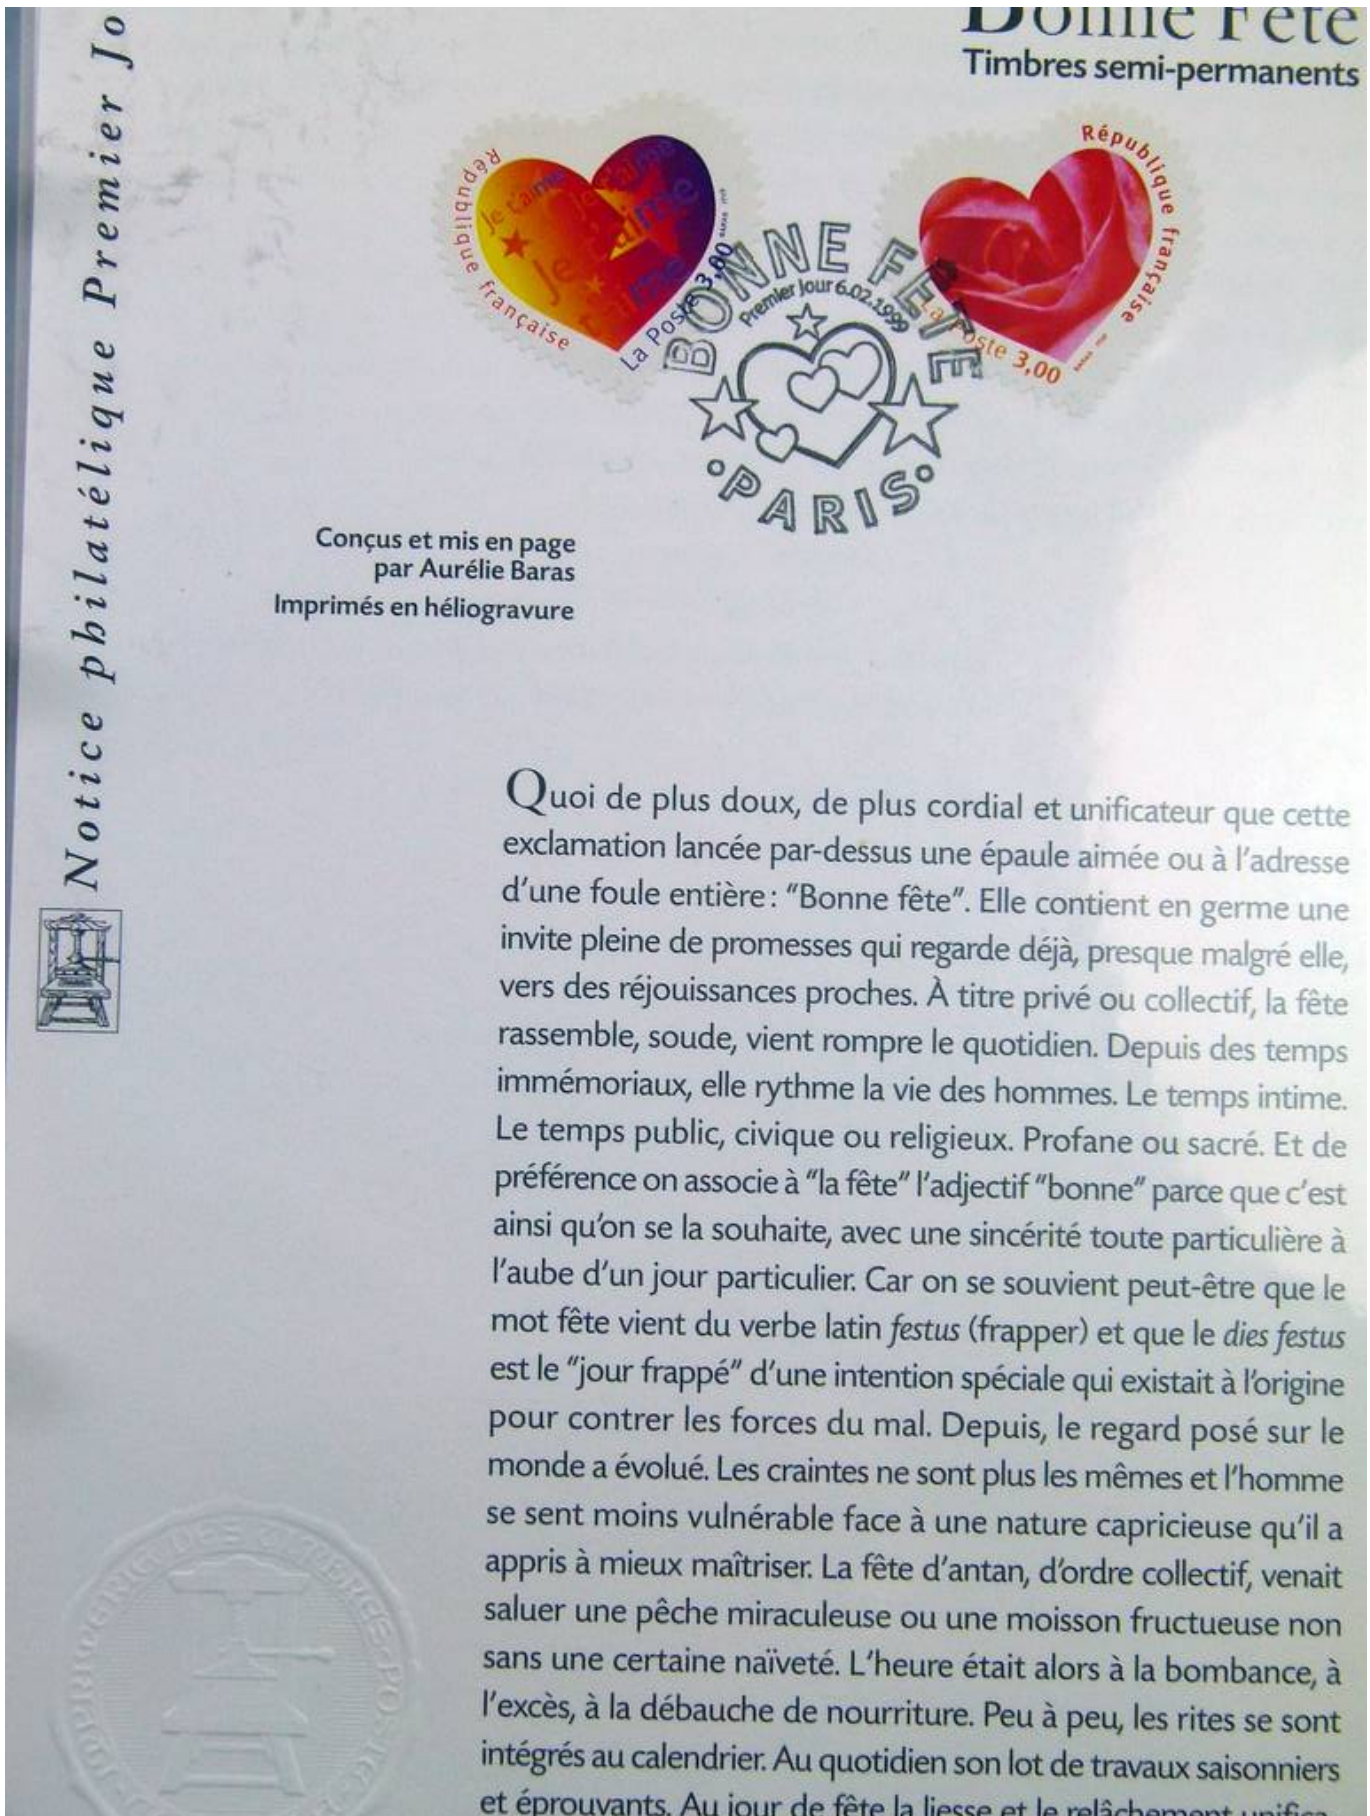 Bonne Fête
Timbres semi-permanents
Notice philatélique Premier Jo
République française
Je t'aime
La Poste 3,00
République française
La Poste 3,00
BONNE FÊTE
Premier Jour 6.02.1999
PARIS
Conçus et mis en page
par Aurélie Baras
Imprimés en héliogravure
Quoi de plus doux, de plus cordial et unificateur que cette
exclamation lancée par-dessus une épaule aimée ou à l'adresse
d'une foule entière : "Bonne fête". Elle contient en germe une
invite pleine de promesses qui regarde déjà, presque malgré elle,
vers des réjouissances proches. À titre privé ou collectif, la fête
rassemble, soude, vient rompre le quotidien. Depuis des temps
immémoriaux, elle rythme la vie des hommes. Le temps intime.
Le temps public, civique ou religieux. Profane ou sacré. Et de
préférence on associe à "la fête" l'adjectif "bonne" parce que c'est
ainsi qu'on se la souhaite, avec une sincérité toute particulière à
l'aube d'un jour particulier. Car on se souvient peut-être que le
mot fête vient du verbe latin festus (frapper) et que le dies festus
est le "jour frappé" d'une intention spéciale qui existait à l'origine
pour contrer les forces du mal. Depuis, le regard posé sur le
monde a évolué. Les craintes ne sont plus les mêmes et l'homme
se sent moins vulnérable face à une nature capricieuse qu'il a
appris à mieux maîtriser. La fête d'antan, d'ordre collectif, venait
saluer une pêche miraculeuse ou une moisson fructueuse non
sans une certaine naïveté. L'heure était alors à la bombance, à
l'excès, à la débauche de nourriture. Peu à peu, les rites se sont
intégrés au calendrier. Au quotidien son lot de travaux saisonniers
et éprouvants. Au jour de fête la liesse et le relâchement
IMPRIMERIE DES TIMBRES-POSTE